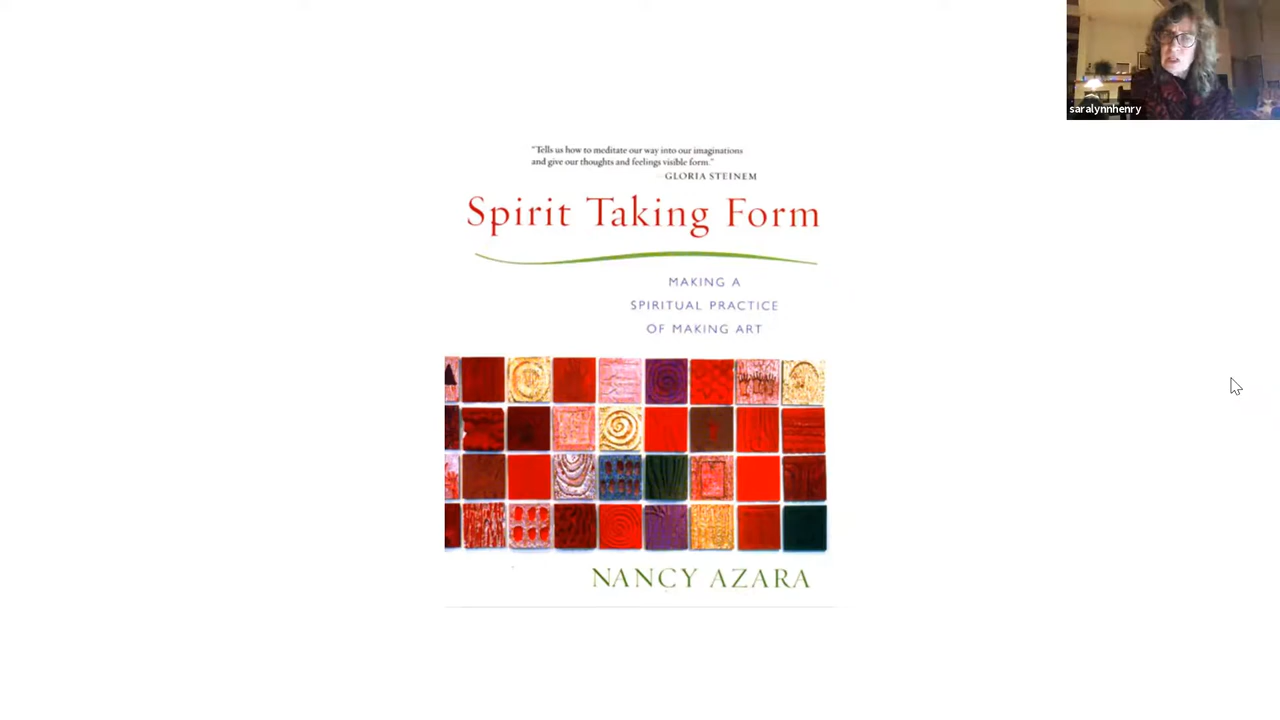 saralynnhenry
"Tells us how to meditate our way into our imaginations
and give our thoughts and feelings visible form."
—GLORIA STEINEM
Spirit Taking Form
MAKING A
SPIRITUAL PRACTICE
OF MAKING ART
NANCY AZARA